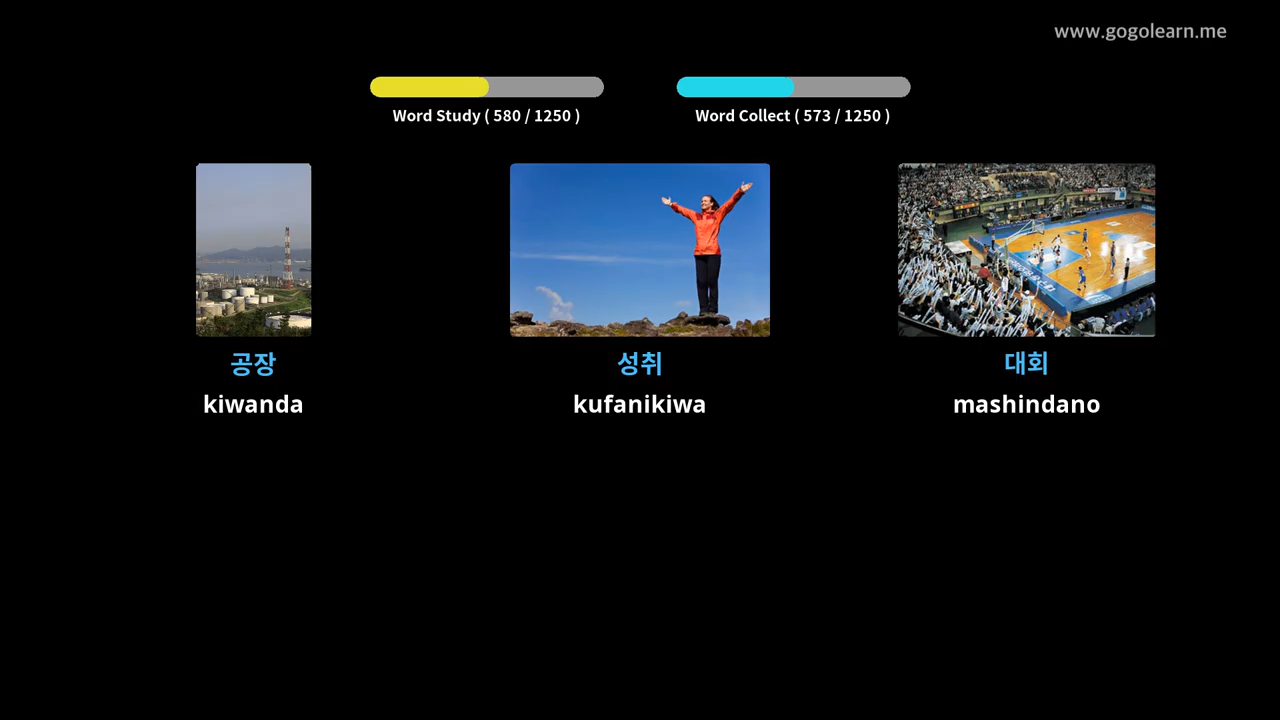 www.gogolearn.me
Word Study ( 580 / 1250 )
Word Collect ( 573 / 1250 )
공장
성취
대회
kiwanda
kufanikiwa
mashindano